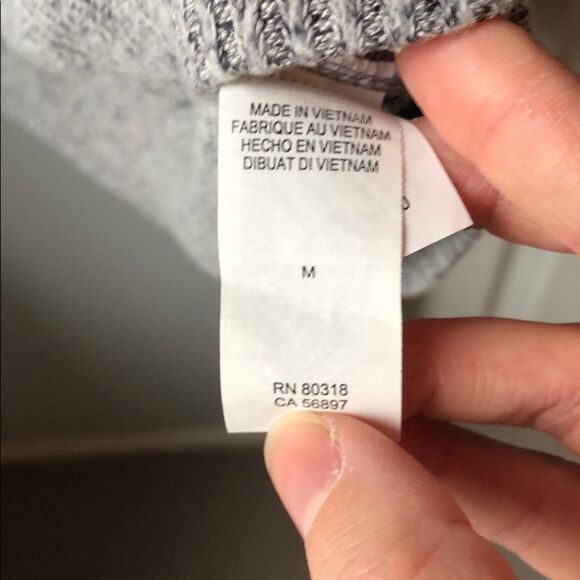 MADE IN VIETNAM
FABRIQUE AU VIETNAM
HECHO EN VIETNAM
DIBUAT DI VIETNAM
M
RN 80318
CA 56897